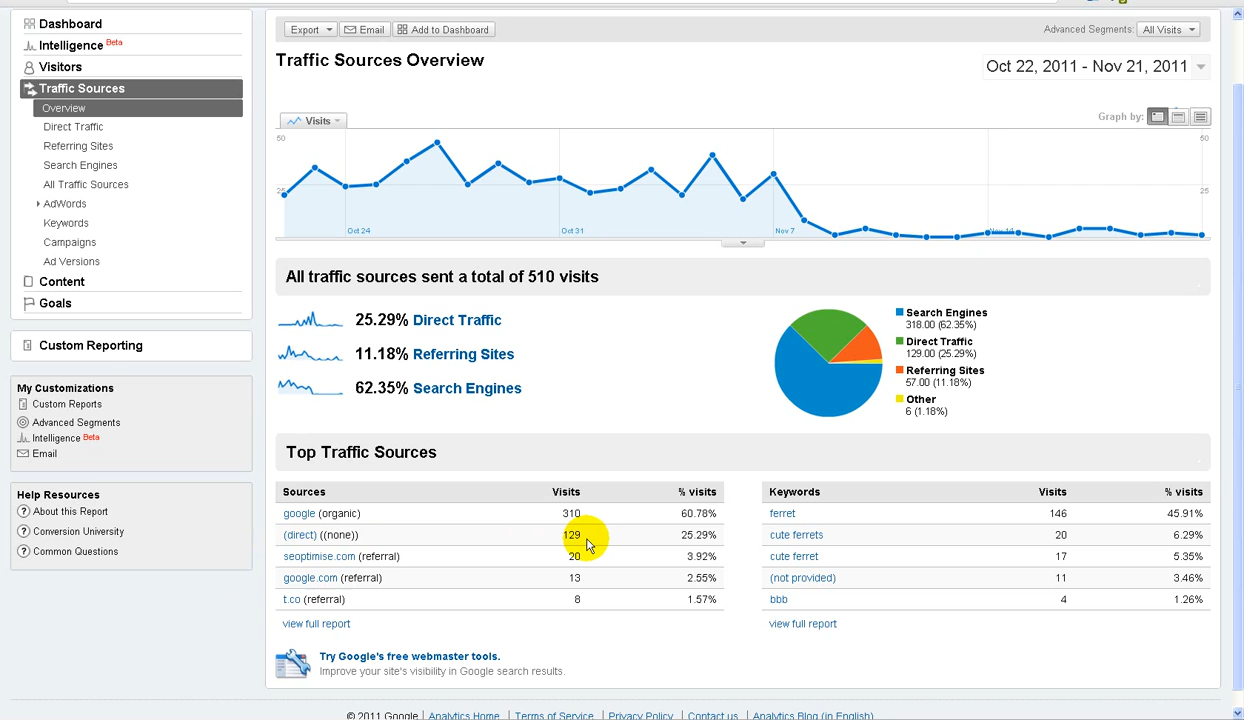 Dashboard
Intelligence Beta
Visitors
Traffic Sources
Overview
Direct Traffic
Referring Sites
Search Engines
All Traffic Sources
AdWords
Keywords
Campaigns
Ad Versions
Content
Goals
Custom Reporting
My Customizations
Custom Reports
Advanced Segments
Intelligence Beta
Email
Help Resources
About this Report
Conversion University
Common Questions
Export Email Add to Dashboard Advanced Segments: All Visits
Traffic Sources Overview
Oct 22, 2011 - Nov 21, 2011
Visits
Graph by:
50 50
25 25
Oct 24 Oct 31 Nov 7
All traffic sources sent a total of 510 visits
25.29% Direct Traffic
11.18% Referring Sites
62.35% Search Engines
Search Engines
318.00 (62.35%)
Direct Traffic
129.00 (25.29%)
Referring Sites
57.00 (11.18%)
Other
6 (1.18%)
Top Traffic Sources
Sources Visits % visits
google (organic) 310 60.78%
(direct) ((none)) 129 25.29%
seoptimise.com (referral) 20 3.92%
google.com (referral) 13 2.55%
t.co (referral) 8 1.57%
view full report
Keywords Visits % visits
ferret 146 45.91%
cute ferrets 20 6.29%
cute ferret 17 5.35%
(not provided) 11 3.46%
bbb 4 1.26%
view full report
Try Google's free webmaster tools.
Improve your site's visibility in Google search results.
© 2011 Google | Analytics Home | Terms of Service | Privacy Policy | Contact us | Analytics Blog (in English)